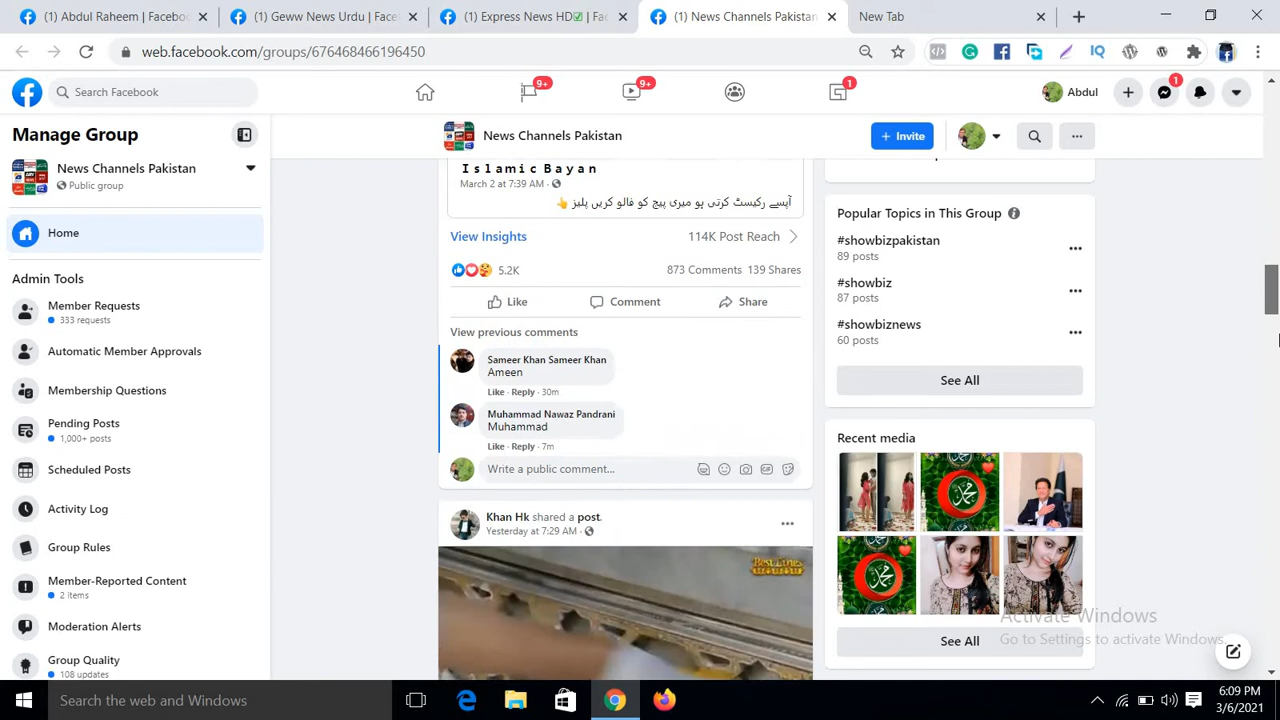 (1) Abdul Raheem | Faceboo
(1) Geww News Urdu | Face
(1) Express News HD✅ | Fac
(1) News Channels Pakistan
New Tab
web.facebook.com/groups/676468466196450
Search Facebook
9+
9+
1
Abdul
1
Manage Group
News Channels Pakistan
Public group
Home
Admin Tools
Member Requests
333 requests
Automatic Member Approvals
Membership Questions
Pending Posts
1,000+ posts
Scheduled Posts
Activity Log
Group Rules
Member-Reported Content
2 items
Moderation Alerts
Group Quality
108 updates
News Channels Pakistan
+ Invite
Islamic Bayan
March 2 at 7:39 AM
آپسے رکیسٹ کرتی ہو میری پیج کو فالو کریں پلیز 👆
View Insights
114K Post Reach
5.2K
873 Comments 139 Shares
Like
Comment
Share
View previous comments
Sameer Khan Sameer Khan
Ameen
Like · Reply · 30m
Muhammad Nawaz Pandrani
Muhammad
Like · Reply · 7m
Write a public comment...
GIF
Khan Hk shared a post.
Yesterday at 7:29 AM
Best Lines
Popular Topics in This Group
#showbizpakistan
89 posts
#showbiz
87 posts
#showbiznews
60 posts
See All
Recent media
محمد
محمد
See All
Activate Windows
Go to Settings to activate Windows.
Search the web and Windows
6:09 PM
3/6/2021